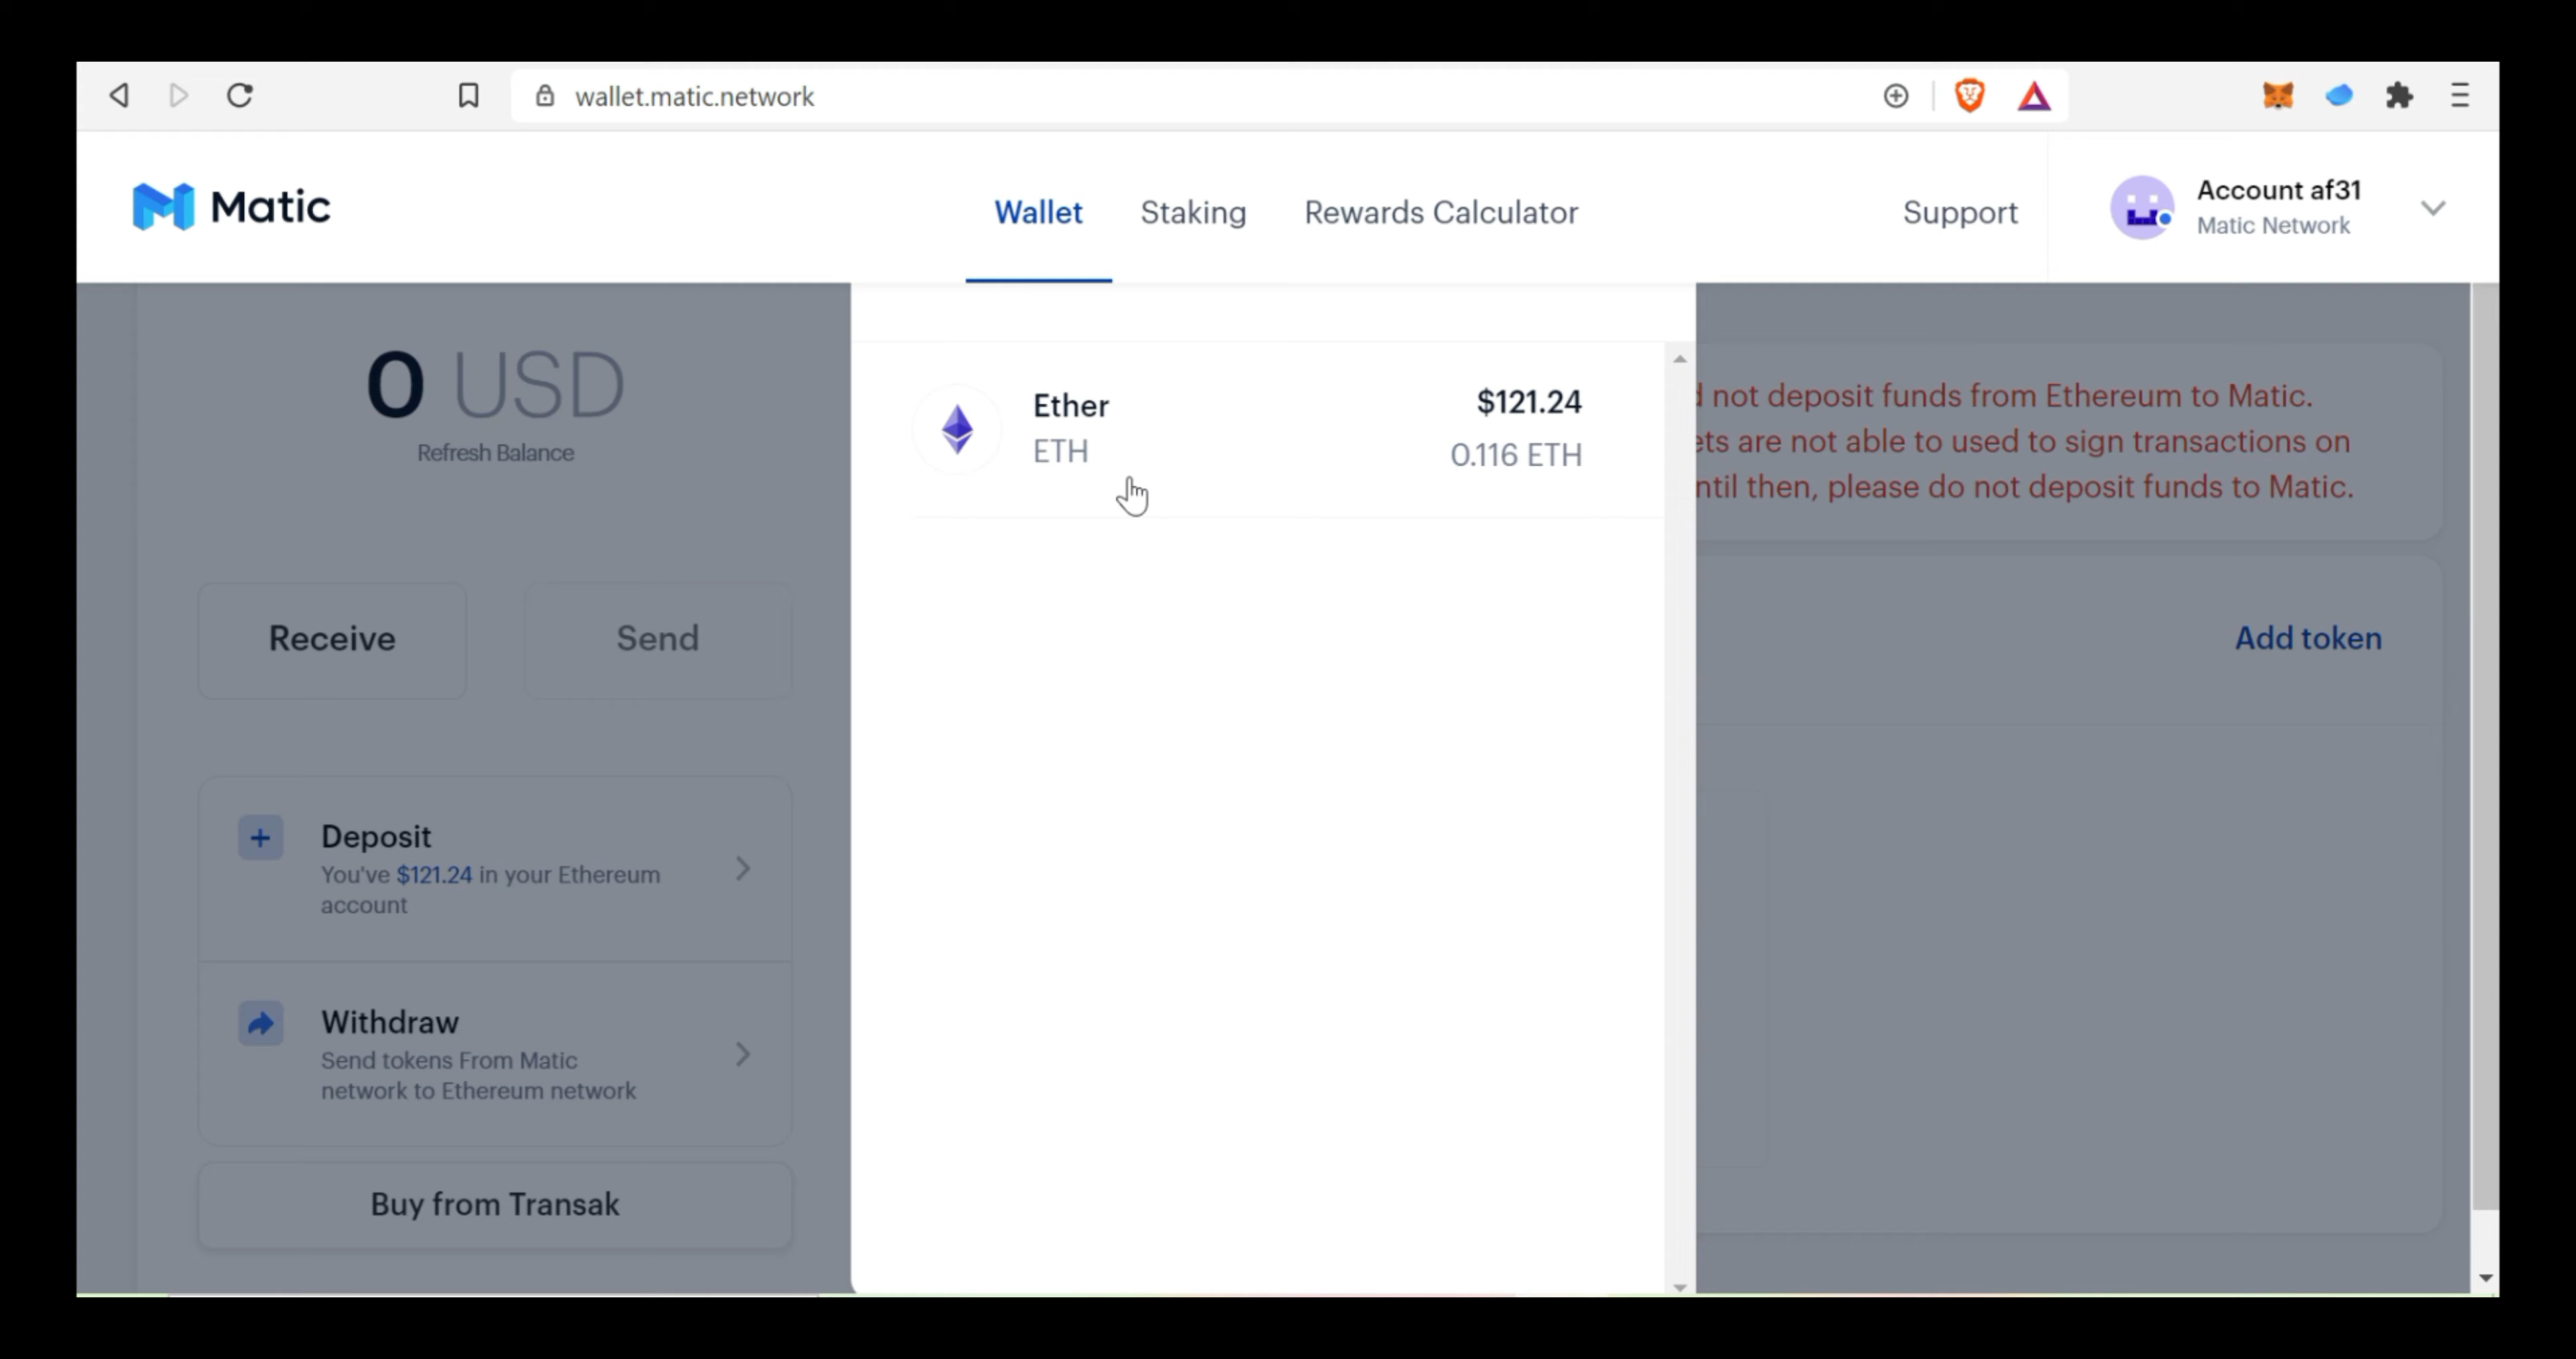 wallet.matic.network
Matic
Wallet
Staking
Rewards Calculator
Support
Account af31
Matic Network
0 USD
Refresh Balance
Receive
Send
Deposit
You've $121.24 in your Ethereum
account
Withdraw
Send tokens From Matic
network to Ethereum network
Buy from Transak
Ether
$121.24
ETH
0.116 ETH
not deposit funds from Ethereum to Matic.
are not able to used to sign transactions on
then, please do not deposit funds to Matic.
Add token